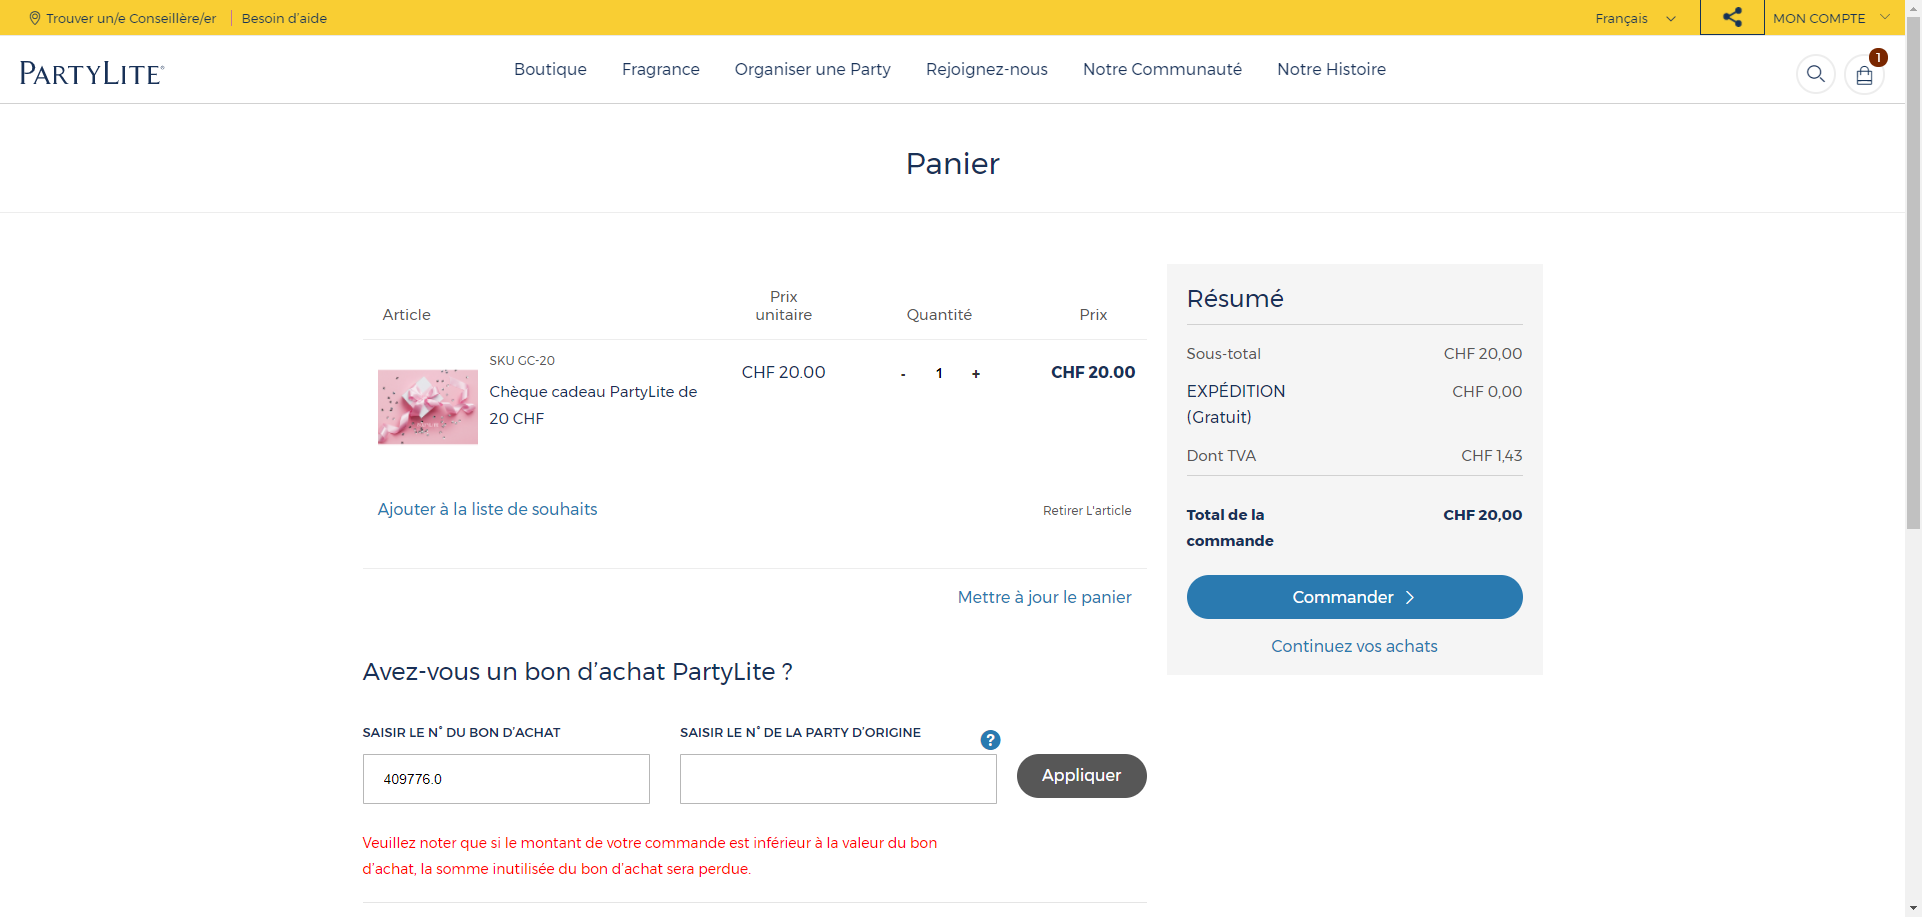 Trouver un/e Conseillère/er
Besoin d'aide
Français
MON COMPTE
PARTYLITE
Boutique
Fragrance
Organiser une Party
Rejoignez-nous
Notre Communauté
Notre Histoire
1
Panier
Article
Prix
unitaire
Quantité
Prix
SKU GC-20
Chèque cadeau PartyLite de
20 CHF
CHF 20.00
- 1 +
CHF 20.00
Ajouter à la liste de souhaits
Retirer L'article
Mettre à jour le panier
Résumé
Sous-total CHF 20,00
EXPÉDITION CHF 0,00
(Gratuit)
Dont TVA CHF 1,43
Total de la CHF 20,00
commande
Commander
Continuez vos achats
Avez-vous un bon d'achat PartyLite ?
SAISIR LE N° DU BON D'ACHAT
SAISIR LE N° DE LA PARTY D'ORIGINE
?
409776.0
Appliquer
Veuillez noter que si le montant de votre commande est inférieur à la valeur du bon
d'achat, la somme inutilisée du bon d'achat sera perdue.